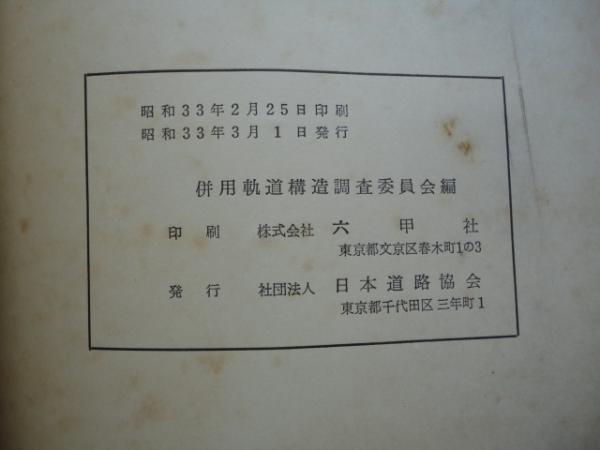 昭和33年2月25日印刷
昭和33年3月1日発行
併用軌道構造調査委員会編
印刷 株式会社 六甲社
東京都文京区春木町1の3
発行 社団法人 日本道路協会
東京都千代田区三年町1